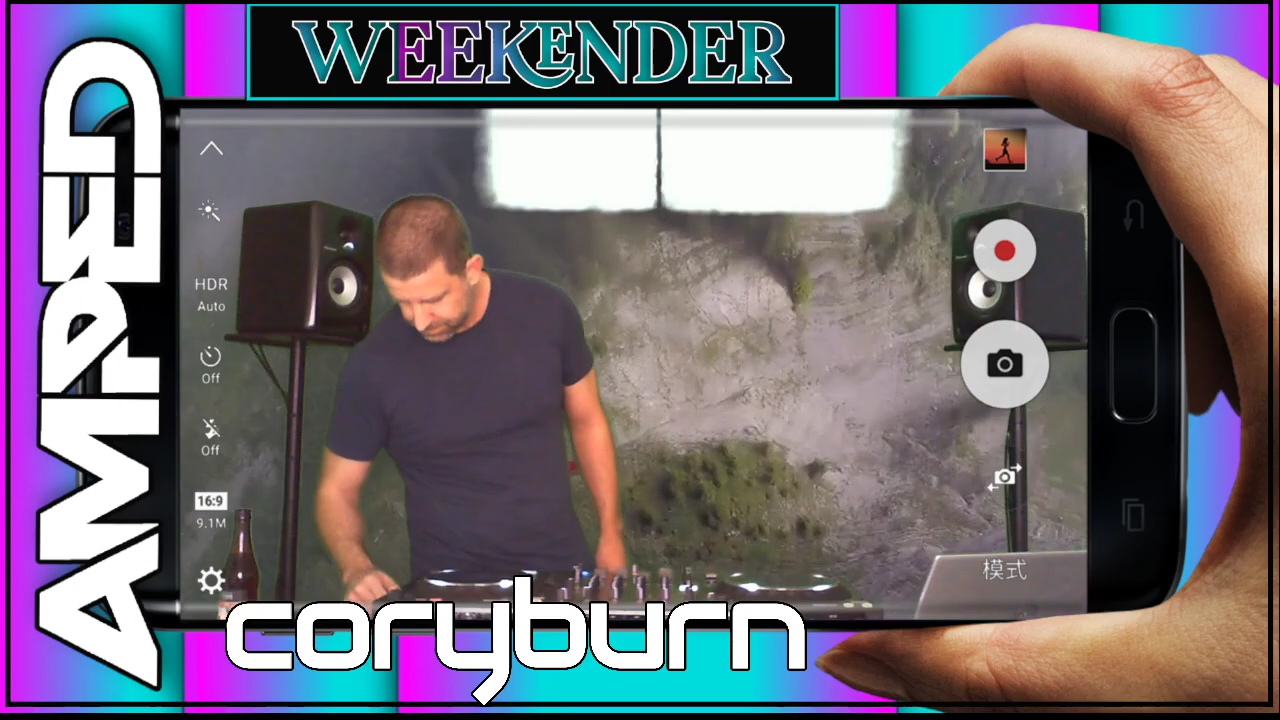 WEEKENDER
AMPED
HDR
Auto
Off
Off
16:9
9.1M
模式
coryburn